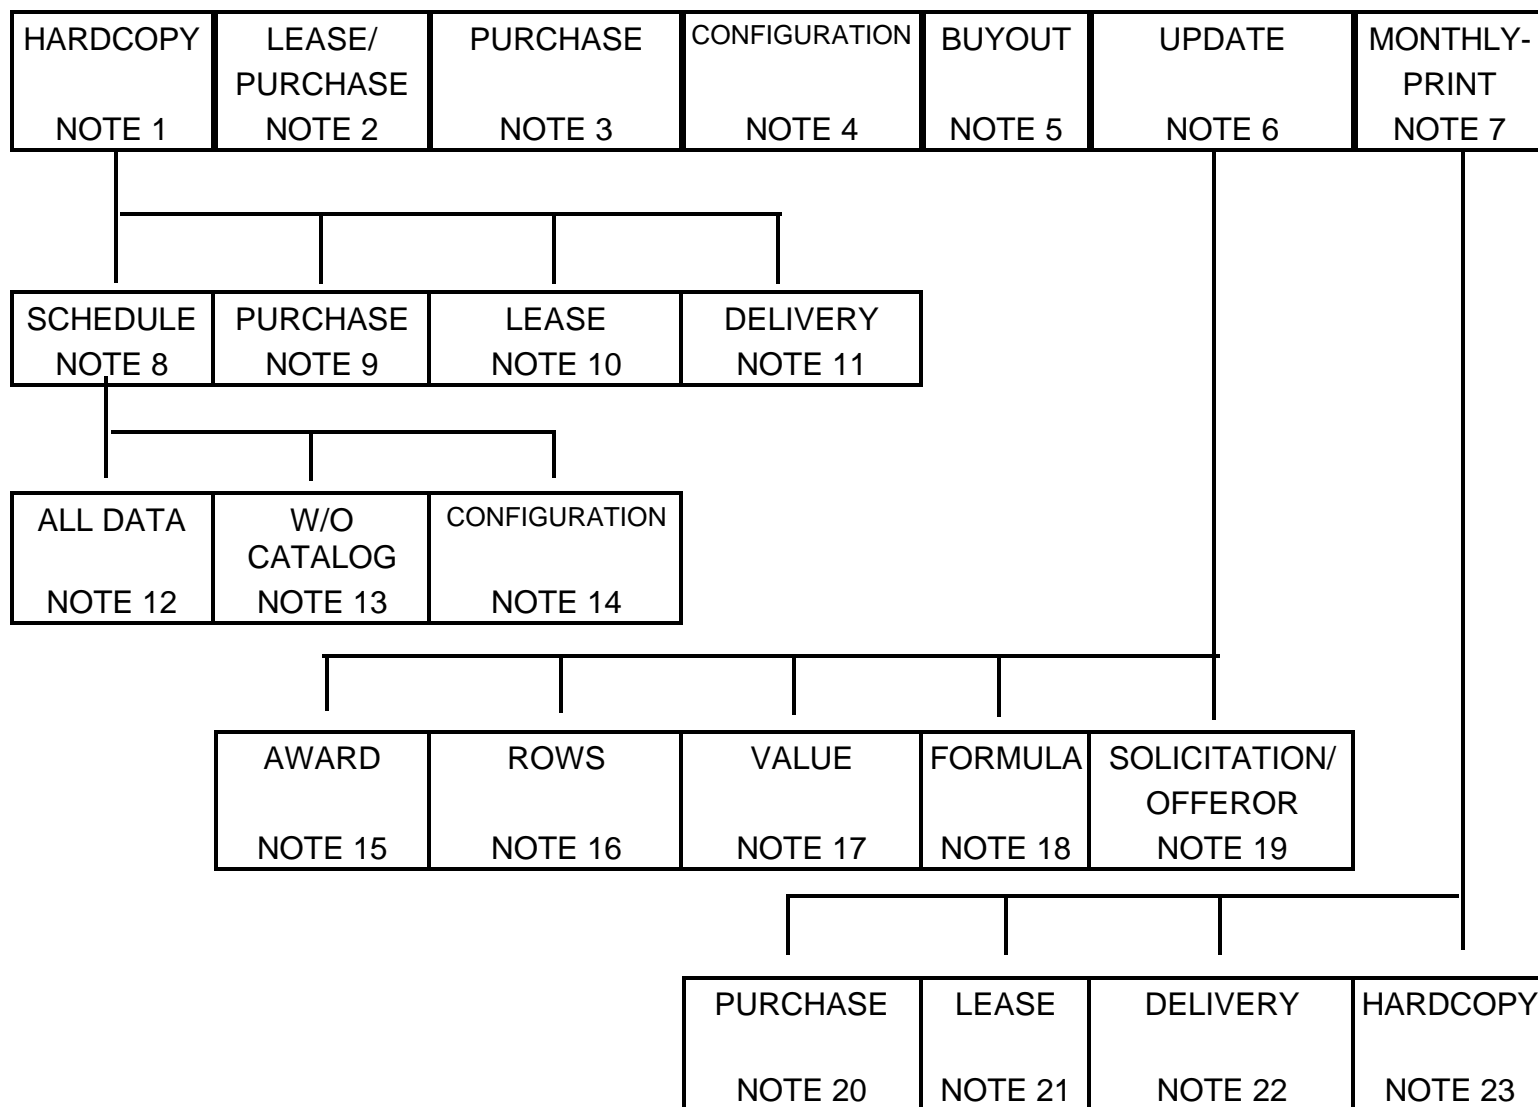 HARDCOPY
NOTE 1
LEASE/
PURCHASE
NOTE 2
PURCHASE
NOTE 3
CONFIGURATION
NOTE 4
BUYOUT
NOTE 5
UPDATE
NOTE 6
MONTHLY-
PRINT
NOTE 7
SCHEDULE
NOTE 8
PURCHASE
NOTE 9
LEASE
NOTE 10
DELIVERY
NOTE 11
ALL DATA
NOTE 12
W/O
CATALOG
NOTE 13
CONFIGURATION
NOTE 14
AWARD
NOTE 15
ROWS
NOTE 16
VALUE
NOTE 17
FORMULA
NOTE 18
SOLICITATION/
OFFEROR
NOTE 19
PURCHASE
NOTE 20
LEASE
NOTE 21
DELIVERY
NOTE 22
HARDCOPY
NOTE 23